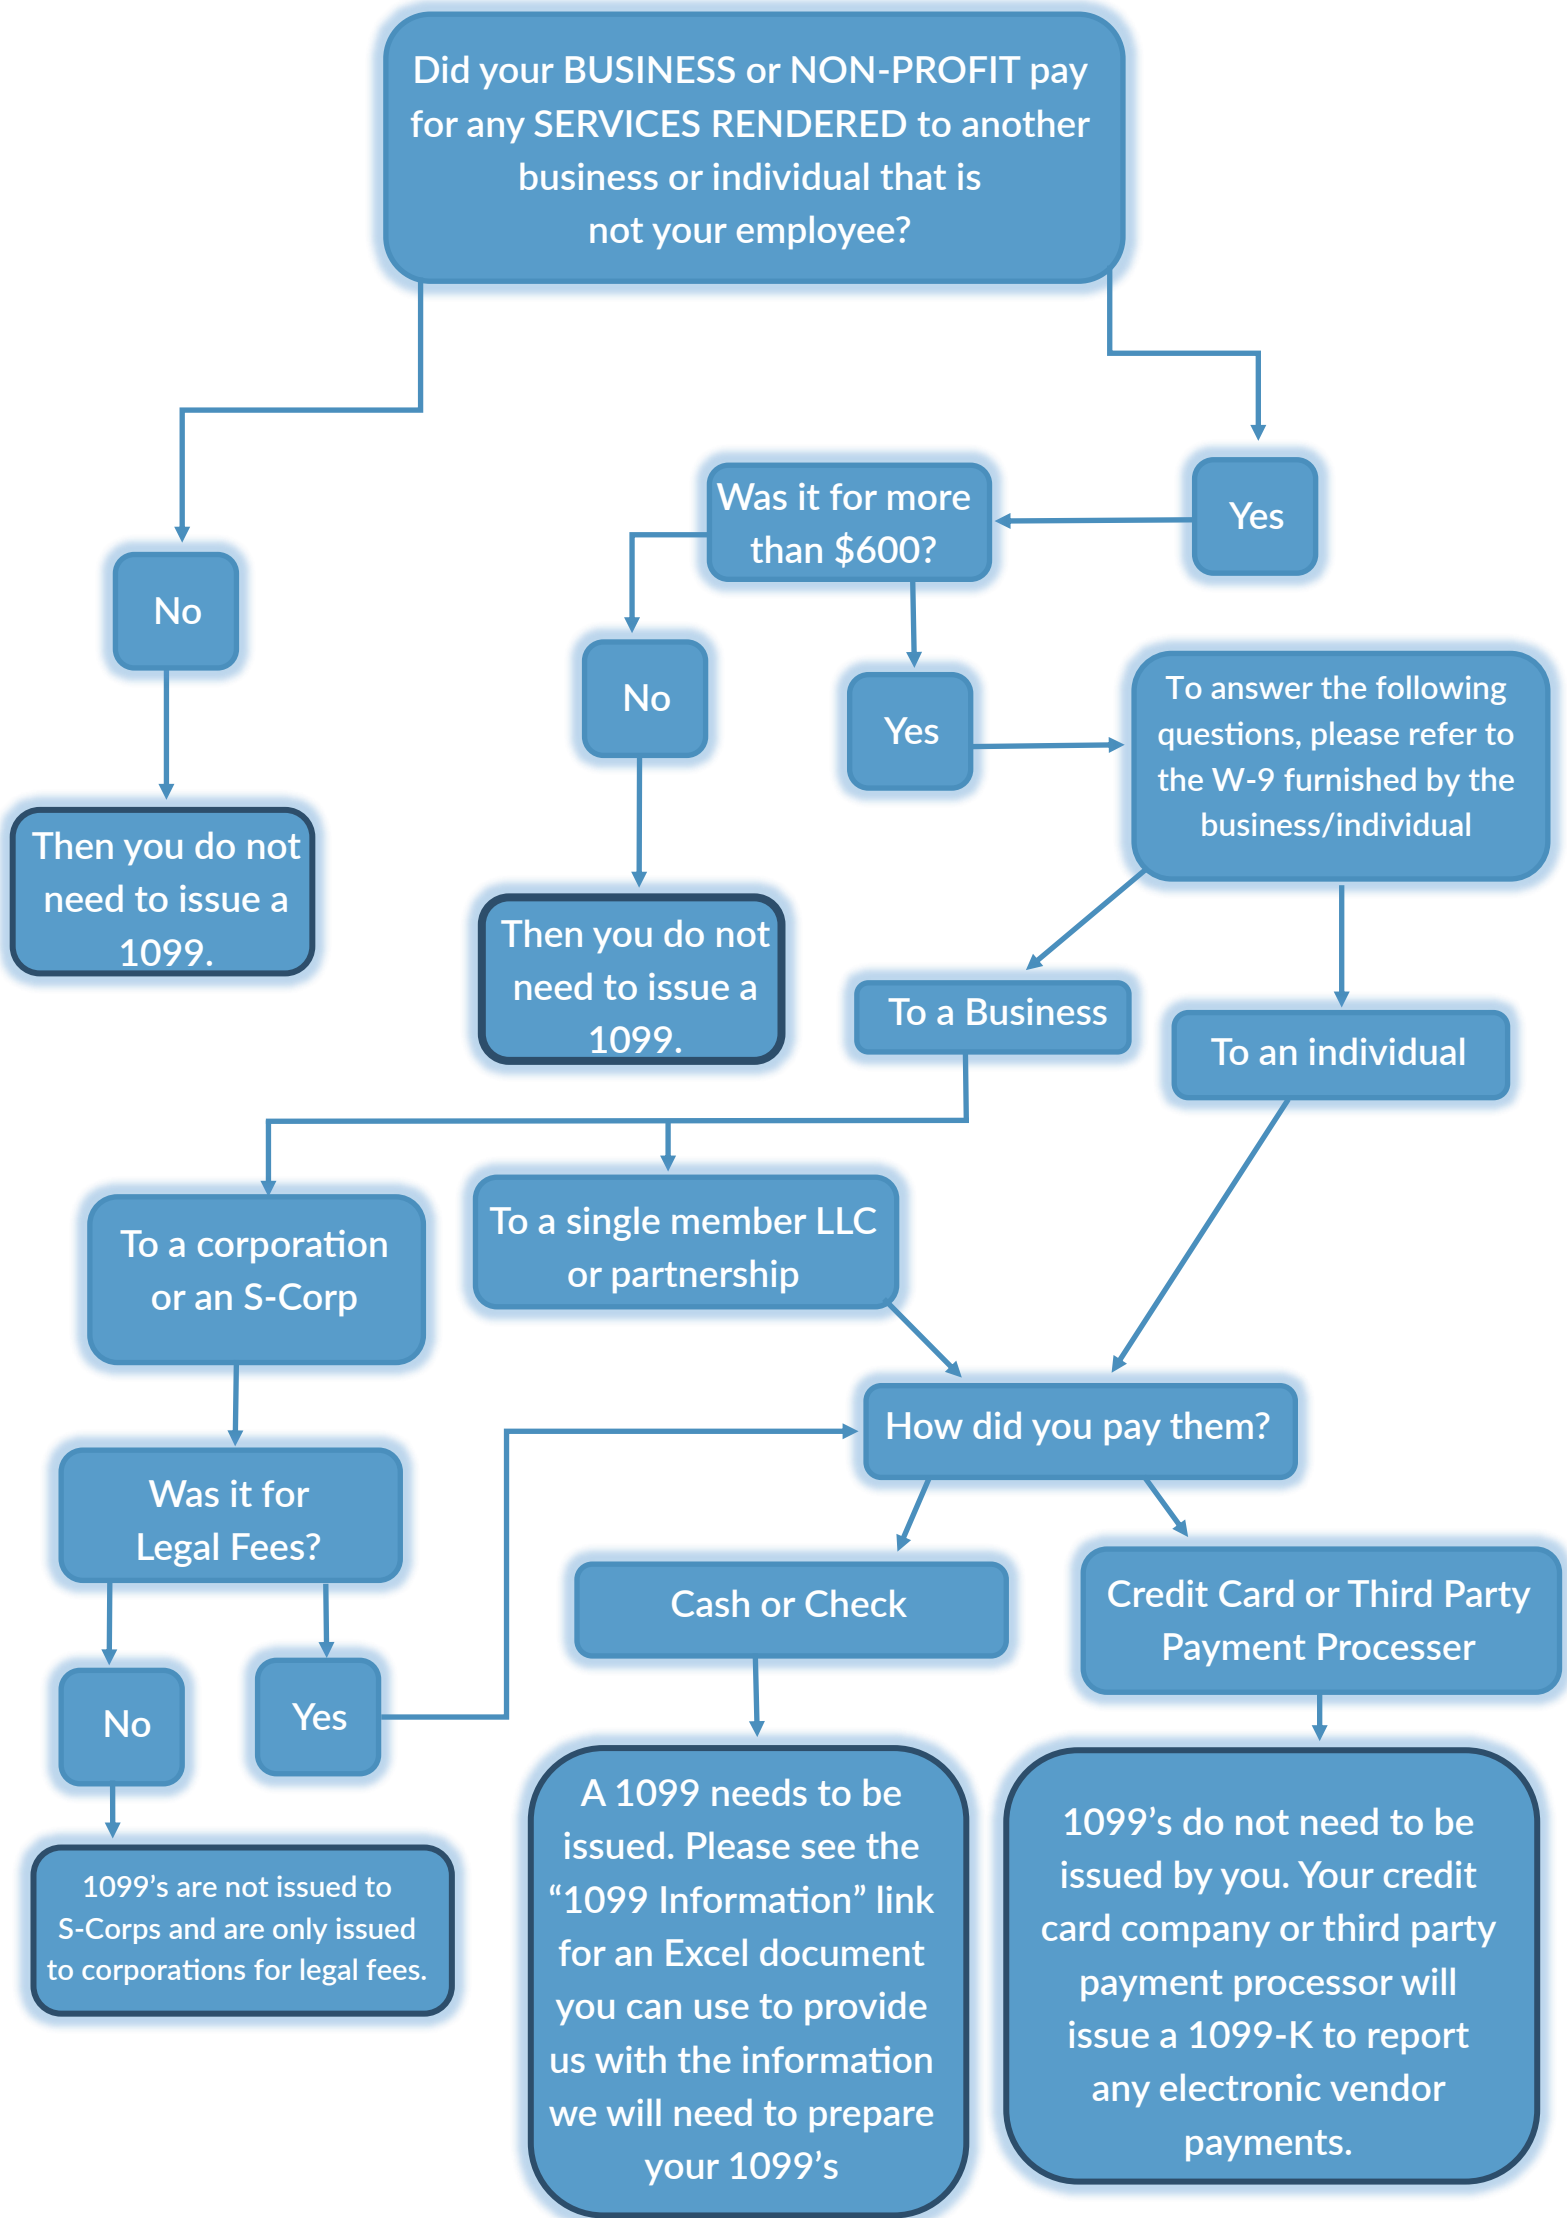 Did your BUSINESS or NON-PROFIT pay
for any SERVICES RENDERED to another
business or individual that is
not your employee?
Was it for more
than $600?
Yes
No
No
Yes
To answer the following
questions, please refer to
the W-9 furnished by the
business/individual
Then you do not
need to issue a
1099.
Then you do not
need to issue a
1099.
To a Business
To an individual
To a corporation
or an S-Corp
To a single member LLC
or partnership
How did you pay them?
Was it for
Legal Fees?
Cash or Check
Credit Card or Third Party
Payment Processer
No
Yes
1099’s are not issued to
S-Corps and are only issued
to corporations for legal fees.
A 1099 needs to be
issued. Please see the
“1099 Information” link
for an Excel document
you can use to provide
us with the information
we will need to prepare
your 1099’s
1099’s do not need to be
issued by you. Your credit
card company or third party
payment processor will
issue a 1099-K to report
any electronic vendor
payments.